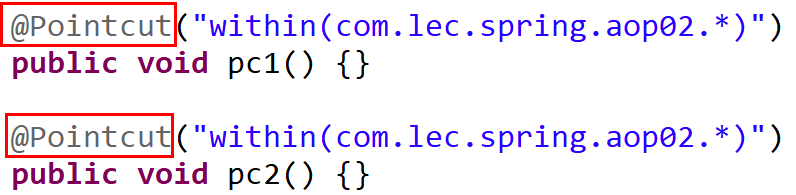 @Pointcut("within(com.lec.spring.aop02.*)")
public void pc1() {}
@Pointcut("within(com.lec.spring.aop02.*)")
public void pc2() {}